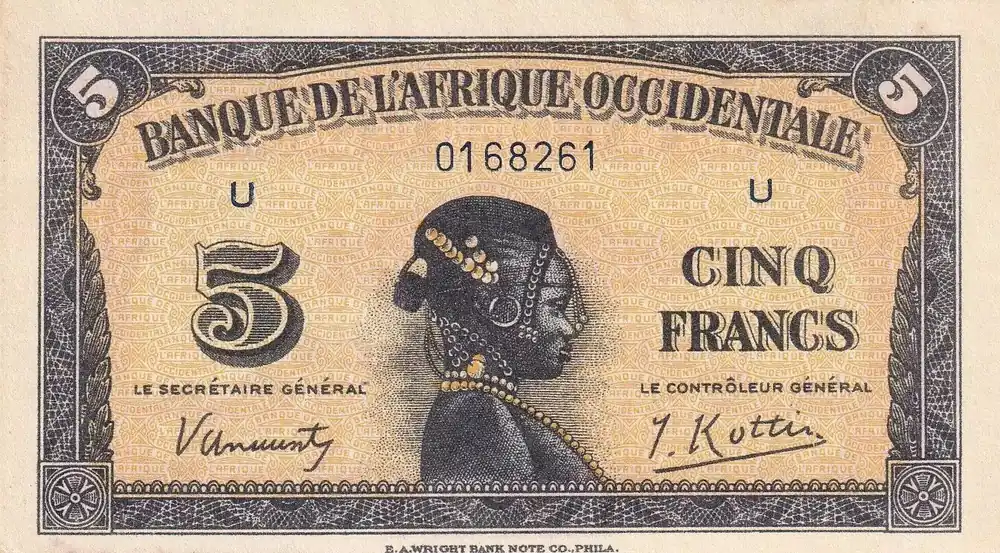 5 5
BANQUE DE L'AFRIQUE OCCIDENTALE
0168261
U U
5
CINQ
FRANCS
LE SECRÉTAIRE GÉNÉRAL
LE CONTRÔLEUR GÉNÉRAL
E.A.WRIGHT BANK NOTE CO.,PHILA.